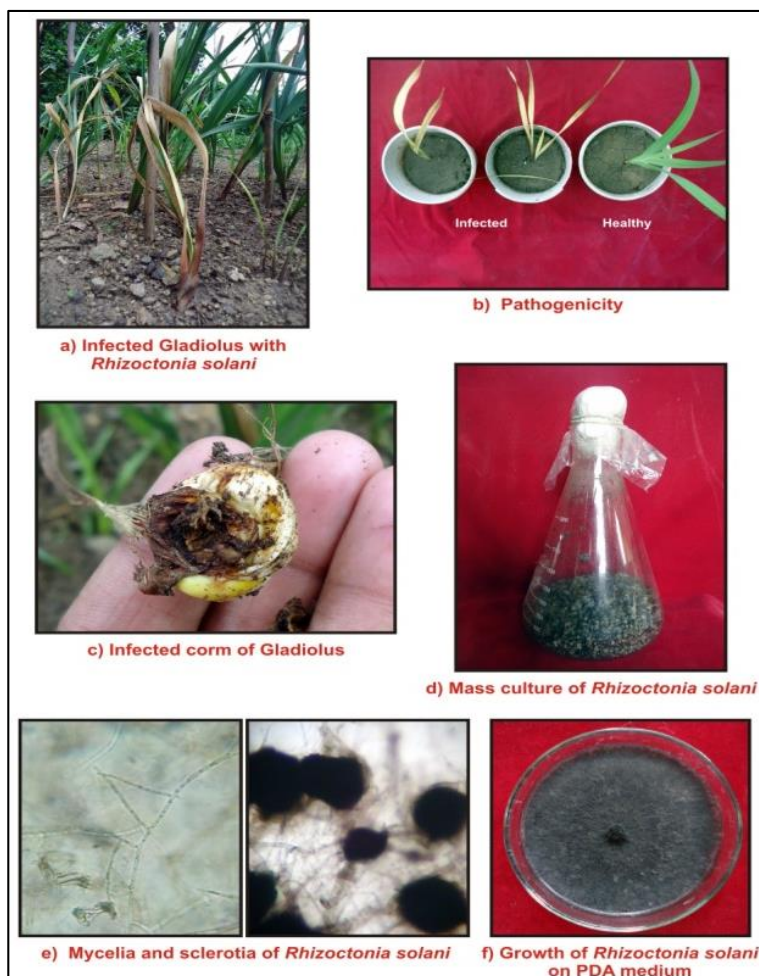 Infected
Healthy
b) Pathogenicity
a) Infected Gladiolus with
Rhizoctonia solani
c) Infected corm of Gladiolus
d) Mass culture of Rhizoctonia solani
e) Mycelia and sclerotia of Rhizoctonia solani
f) Growth of Rhizoctonia solani
on PDA medium